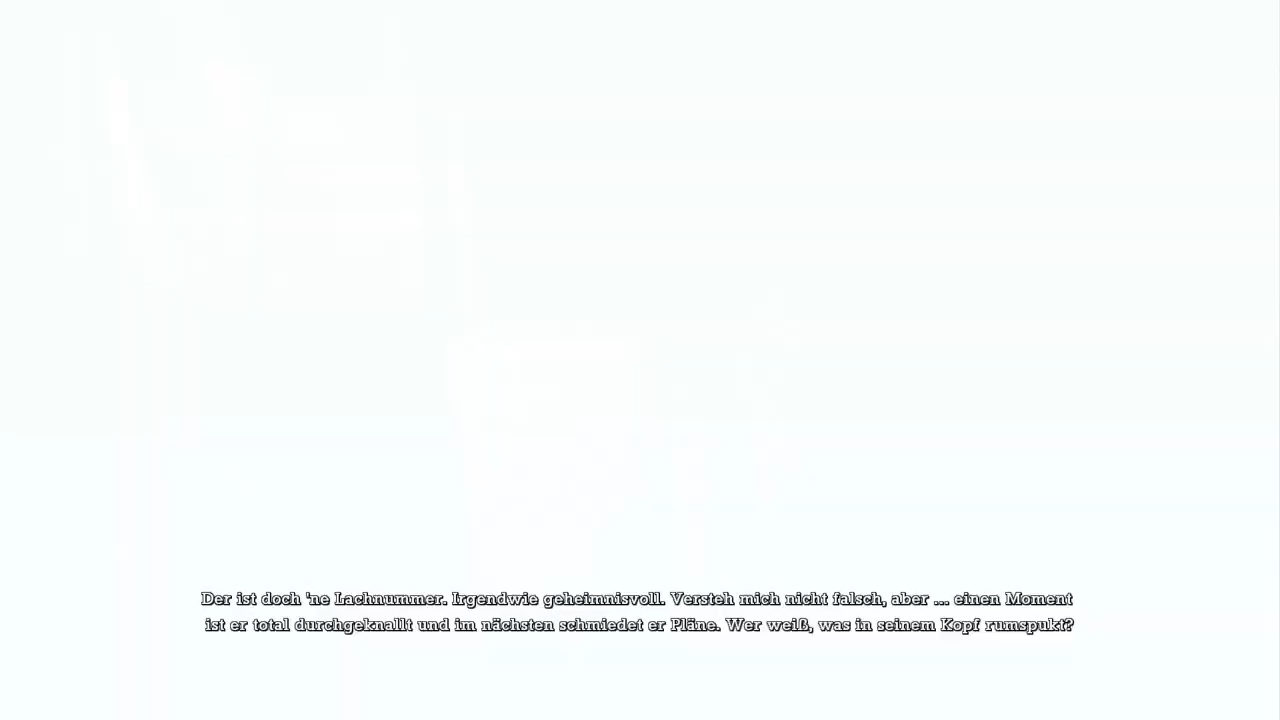 Der ist doch 'ne Lachnummer. Irgendwie geheimnisvoll. Versteh mich nicht falsch, aber ... einen Moment
ist er total durchgeknallt und im nächsten schmiedet er Pläne. Wer weiß, was in seinem Kopf rumspukt?